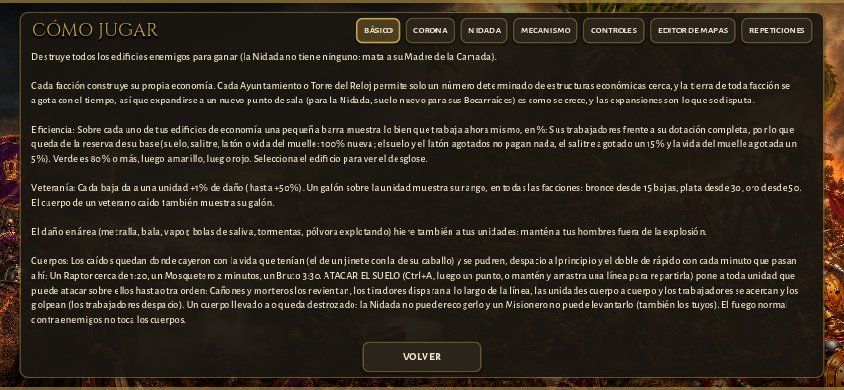 CÓMO JUGAR
BÁSICO
CORONA
NIDADA
MECANISMO
CONTROLES
EDITOR DE MAPAS
REPETICIONES
Destruye todos los edificios enemigos para ganar (la Nidada no tiene ninguno: mata a su Madre de la Camada).
Cada facción construye su propia economía. Cada Ayuntamiento o Torre del Reloj permite solo un número determinado de estructuras económicas cerca, y la tierra de toda facción se
agota con el tiempo, así que expandirse a un nuevo punto de sala (para la Nidada, suelo nuevo para sus Bocarraíces) es como se crece, y las expansiones son lo que se disputa.
Eficiencia: Sobre cada uno de tus edificios de economía una pequeña barra muestra lo bien que trabaja ahora mismo, en %: Sus trabajadores frente a su dotación completa, por lo que
queda de la reserva de su base (suelo, salitre, latón o vida del muelle: 100% nueva; el suelo y el latón agotados no pagan nada, el salitre agotado un 15% y la vida del muelle agotada un
5%). Verde es 80% o más, luego amarillo, luego rojo. Selecciona el edificio para ver el desglose.
Veteranía: Cada baja da a una unidad +1% de daño (hasta +50%). Un galón sobre la unidad muestra su rango, en todas las facciones: bronce desde 15 bajas, plata desde 30, oro desde 50.
El cuerpo de un veterano caído también muestra su galón.
El daño en área (metralla, bala, vapor, bolas de saliva, tormentas, pólvora explotando) hiere también a tus unidades: mantén a tus hombres fuera de la explosión.
Cuerpos: Los caídos quedan donde cayeron con la vida que tenían (el de un jinete con la de su caballo) y se pudren, despacio al principio y el doble de rápido con cada minuto que pasan
ahí: Un Raptor cerca de 1:20, un Mosquetero 2 minutos, un Bruto 3:30. ATACAR EL SUELO (Ctrl+A, luego un punto, o mantén y arrastra una línea para repartirla) pone a toda unidad que
puede atacar sobre ellos hasta otra orden: Cañones y morteros los revientan, los tiradores disparan a lo largo de la línea, las unidades cuerpo a cuerpo y los trabajadores se acercan y los
golpean (los trabajadores despacio). Un cuerpo llevado a 0 queda destrozado: la Nidada no puede recogerlo y un Misionero no puede levantarlo (también los tuyos). El fuego normal
contra enemigos no toca los cuerpos.
VOLVER